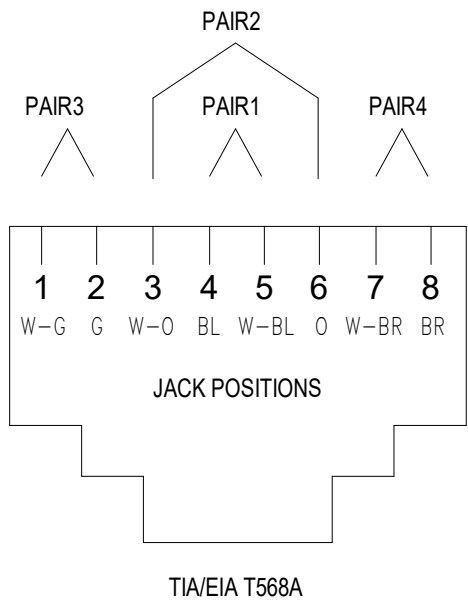 PAIR2
PAIR3 PAIR1 PAIR4
1 2 3 4 5 6 7 8
W-G G W-O BL W-BL O W-BR BR
JACK POSITIONS
TIA/EIA T568A